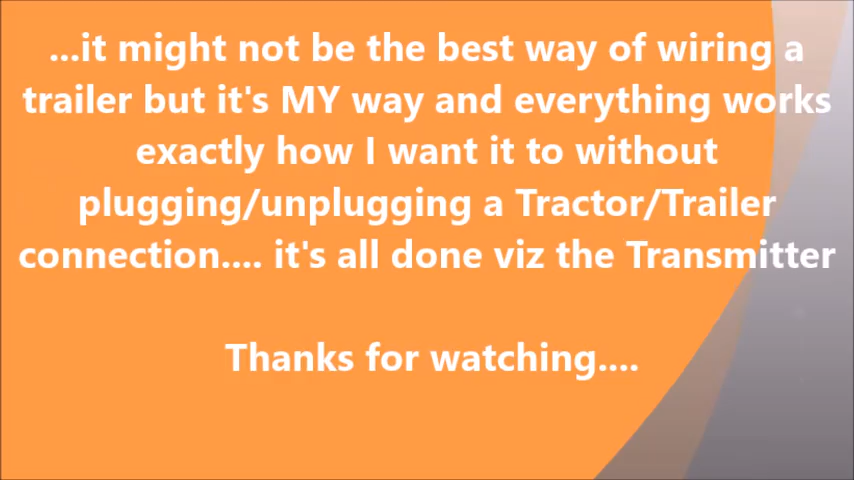 ...it might not be the best way of wiring a
trailer but it's MY way and everything works
exactly how I want it to without
plugging/unplugging a Tractor/Trailer
connection.... it's all done viz the Transmitter
Thanks for watching....